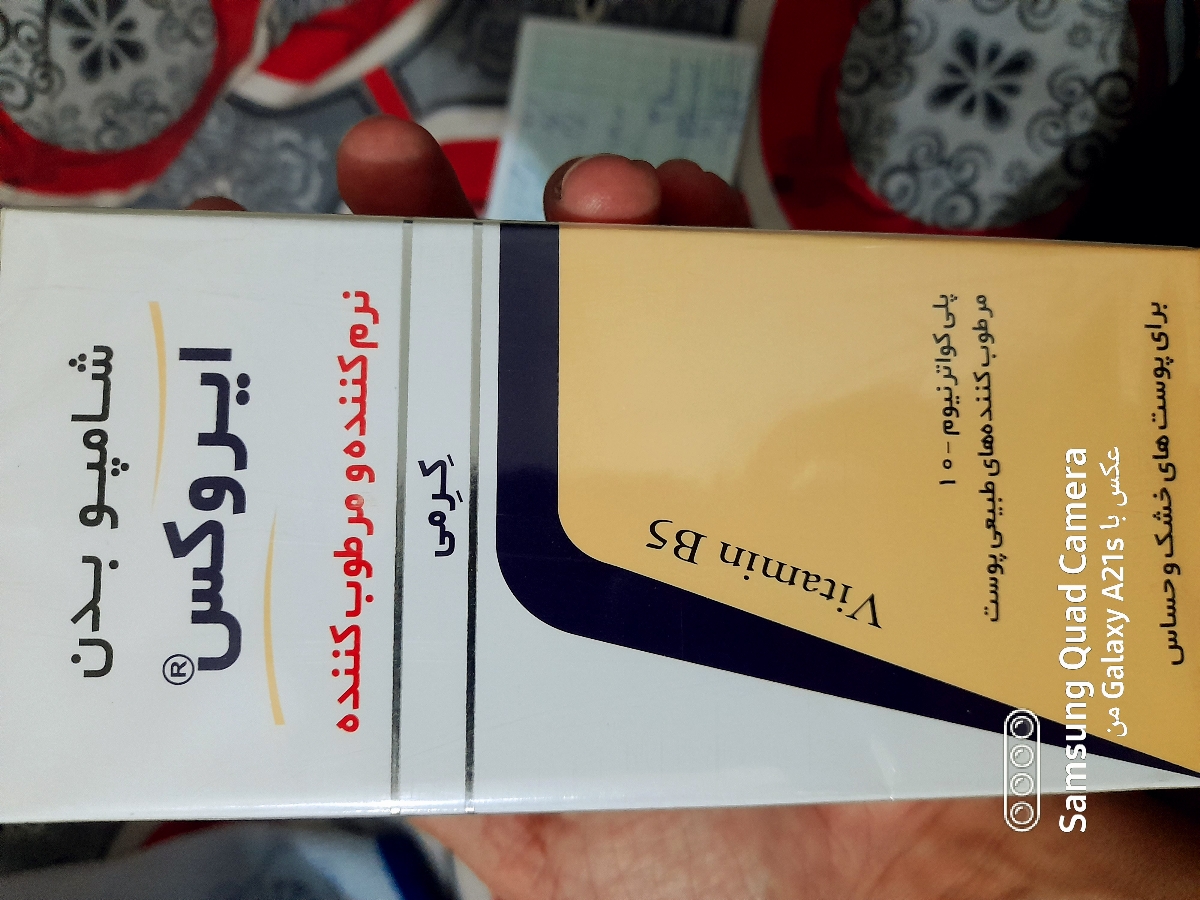 شامپو بدن
ایروکس®
نرم کننده و مرطوب کننده
کِرِمی
Vitamin B5
پلی کواترنیوم - ۱۰
مرطوب کننده های طبیعی پوست
برای پوست های خشک و حساس
Samsung Quad Camera
عکس با Galaxy A21s من